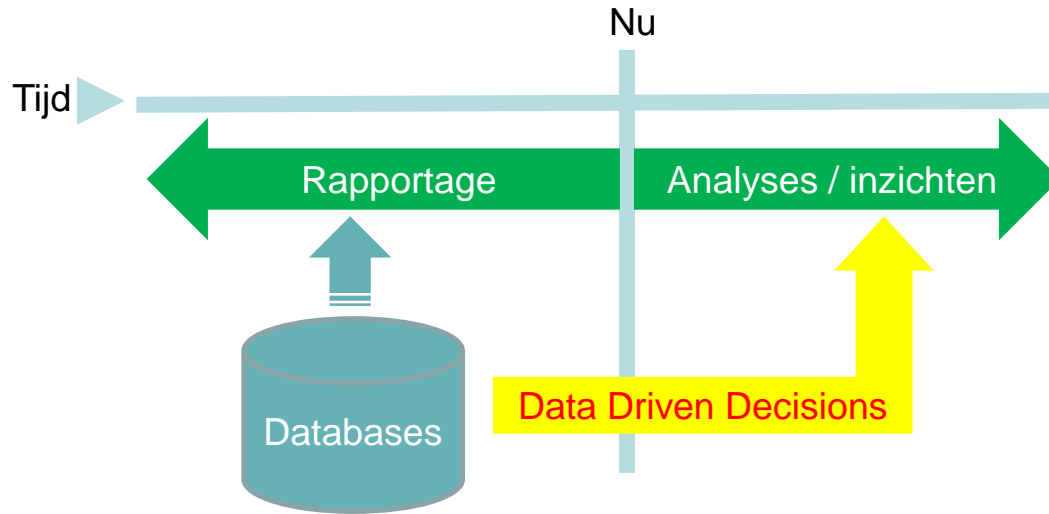 Nu
Tijd
Rapportage
Analyses / inzichten
Data Driven Decisions
Databases